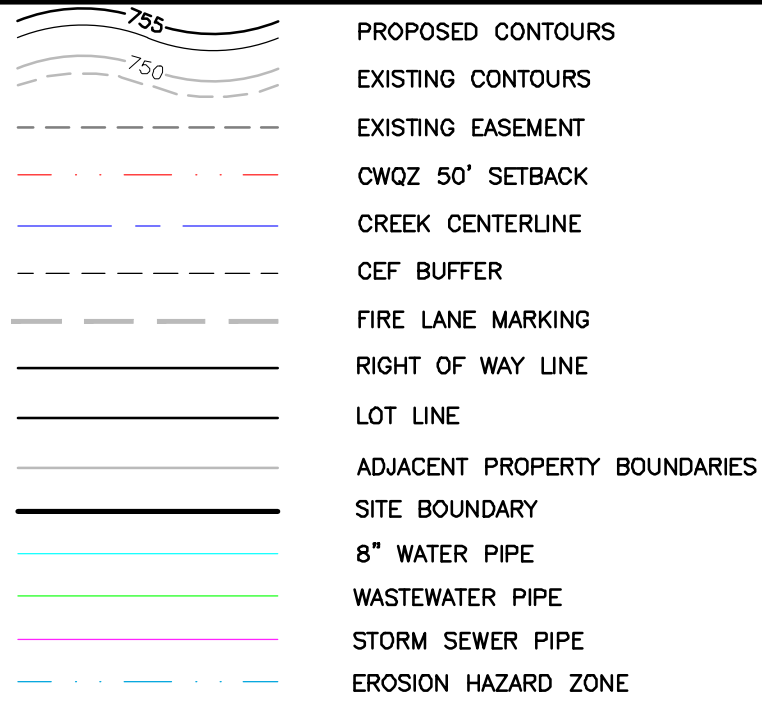 755
PROPOSED CONTOURS
750
EXISTING CONTOURS
EXISTING EASEMENT
CWQZ 50' SETBACK
CREEK CENTERLINE
CEF BUFFER
FIRE LANE MARKING
RIGHT OF WAY LINE
LOT LINE
ADJACENT PROPERTY BOUNDARIES
SITE BOUNDARY
8" WATER PIPE
WASTEWATER PIPE
STORM SEWER PIPE
EROSION HAZARD ZONE